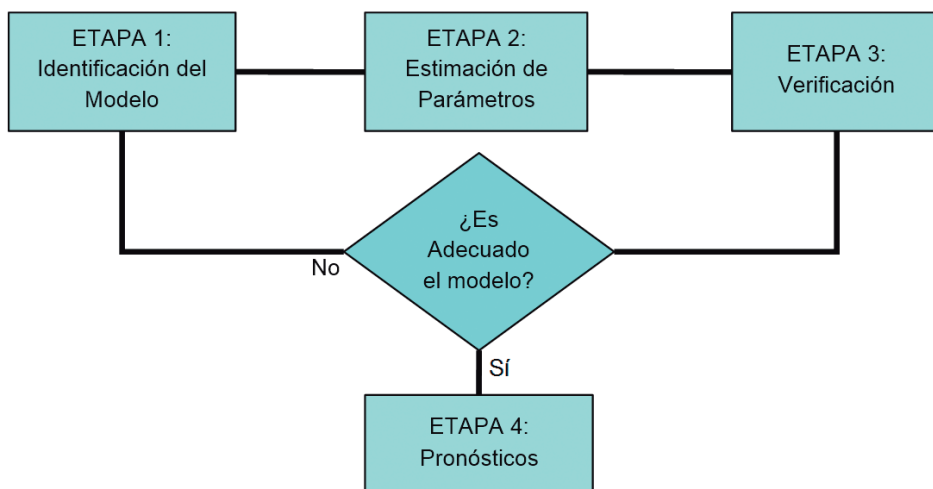 ETAPA 1:
Identificación del
Modelo
ETAPA 2:
Estimación de
Parámetros
ETAPA 3:
Verificación
¿Es
Adecuado
el modelo?
No
Sí
ETAPA 4:
Pronósticos